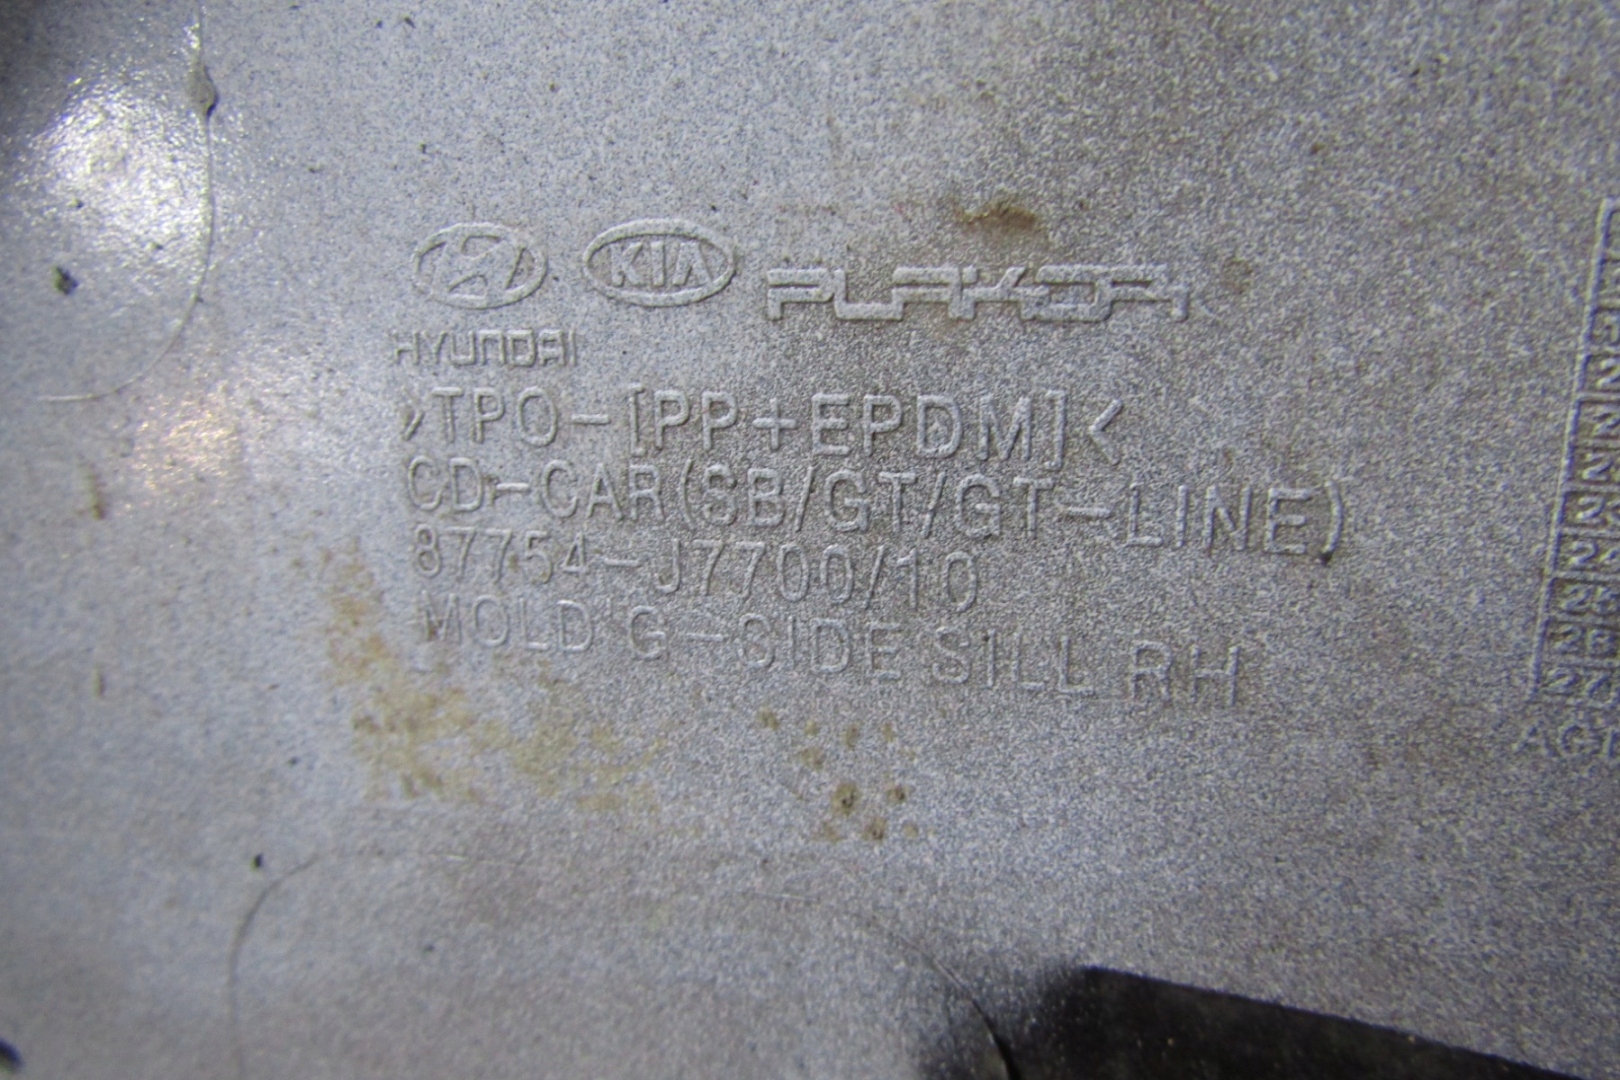 KIA PLAKOR
HYUNDAI
>TPO-[PP+EPDM]<
CD-CAR(SB/GT/GT-LINE)
87754-J7700/10
MOLD'G-SIDE SILL RH